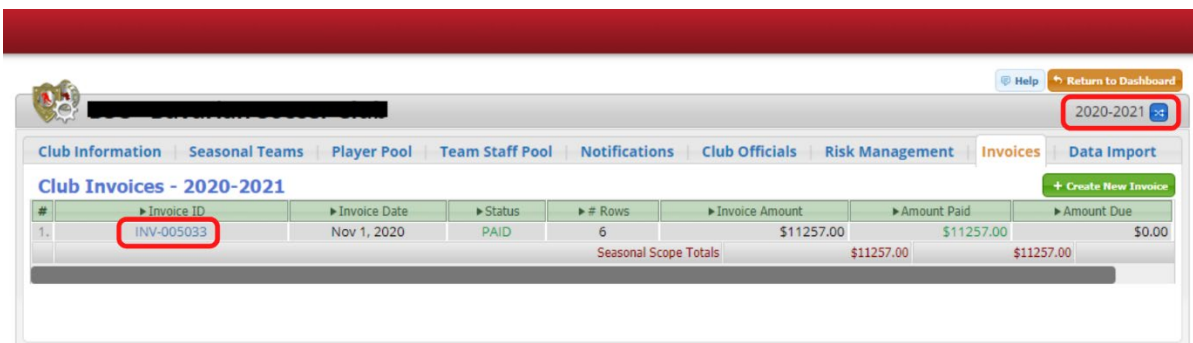 Help Return to Dashboard
2020-2021
Club Information Seasonal Teams Player Pool Team Staff Pool Notifications Club Officials Risk Management Invoices Data Import
Club Invoices - 2020-2021 + Create New Invoice
# Invoice ID Invoice Date Status # Rows Invoice Amount Amount Paid Amount Due
1. INV-005033 Nov 1, 2020 PAID 6 $11257.00 $11257.00 $0.00
Seasonal Scope Totals $11257.00 $11257.00